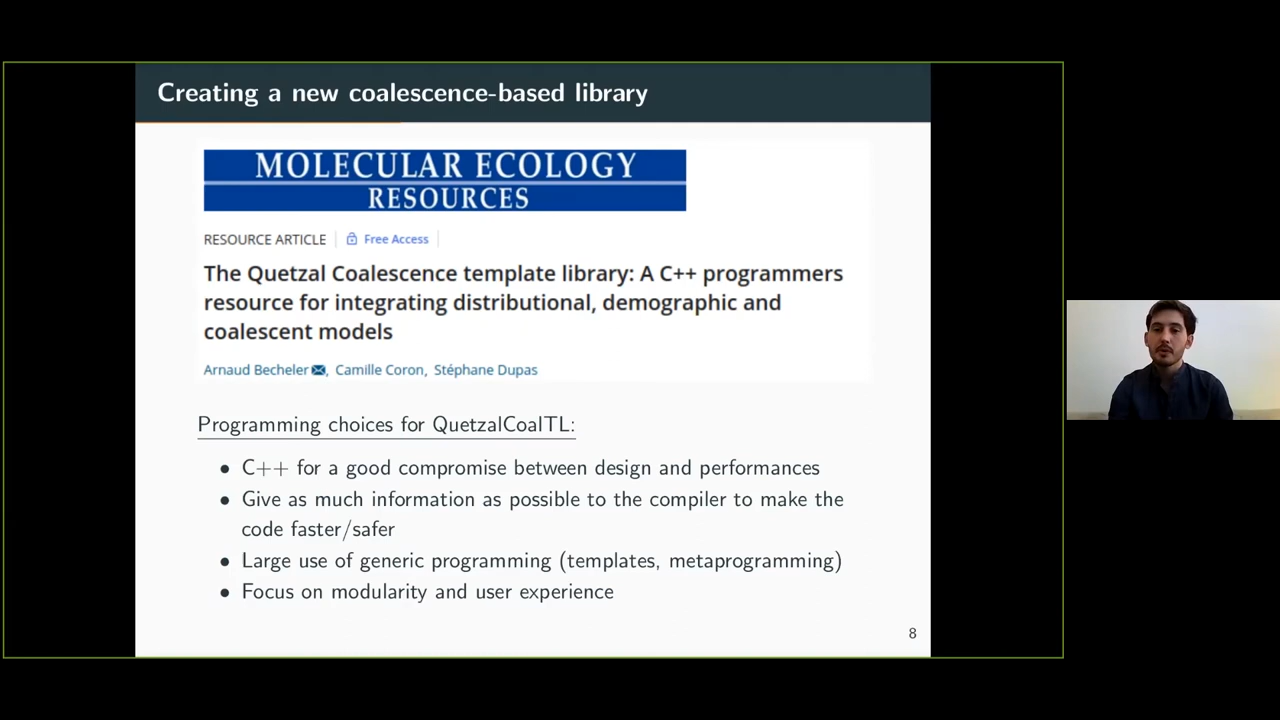 Creating a new coalescence-based library
MOLECULAR ECOLOGY
RESOURCES
RESOURCE ARTICLE Free Access
The Quetzal Coalescence template library: A C++ programmers
resource for integrating distributional, demographic and
coalescent models
Arnaud Becheler, Camille Coron, Stéphane Dupas
Programming choices for QuetzalCoalTL:
• C++ for a good compromise between design and performances
• Give as much information as possible to the compiler to make the
code faster/safer
• Large use of generic programming (templates, metaprogramming)
• Focus on modularity and user experience
8